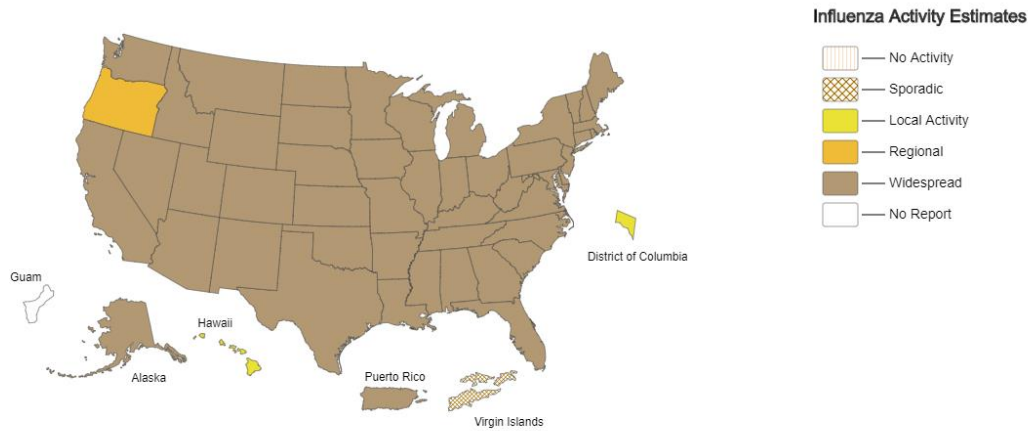 Influenza Activity Estimates
No Activity
Sporadic
Local Activity
Regional
Widespread
No Report
District of Columbia
Guam
Hawaii
Alaska
Puerto Rico
Virgin Islands